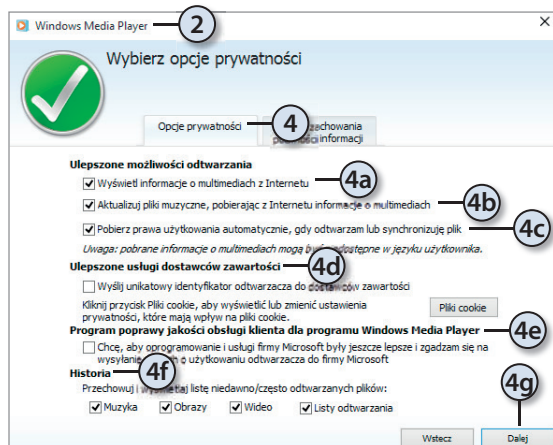 Windows Media Player
2
Wybierz opcje prywatności
Opcje prywatności
4
zachowania
informacji
Ulepszone możliwości odtwarzania
4a
Wyświetl informacje o multimediach z Internetu
4b
Aktualizuj pliki muzyczne, pobierając z Internetu informacje o multimediach
4c
Pobierz prawa użytkowania automatycznie, gdy odtwarzam lub synchronizuję plik
Uwaga: pobrane informacje o multimediach mogą być niedostępne w języku użytkownika.
Ulepszone usługi dostawców zawartości
4d
Wyślij unikatowy identyfikator odtwarzacza do dostawców zawartości
Kliknij przycisk Pliki cookie, aby wyświetlić lub zmienić ustawienia
prywatności, które mają wpływ na pliki cookie.
Pliki cookie
Program poprawy jakości obsługi klienta dla programu Windows Media Player
4e
Chcę, aby oprogramowanie i usługi firmy Microsoft były jeszcze lepsze i zgadzam się na
wysyłanie o użytkowaniu odtwarzacza do firmy Microsoft
Historia
4f
Przechowuj i wyświetlaj listę niedawno/często odtwarzanych plików:
4g
Muzyka Obrazy Wideo Listy odtwarzania
Wstecz Dalej